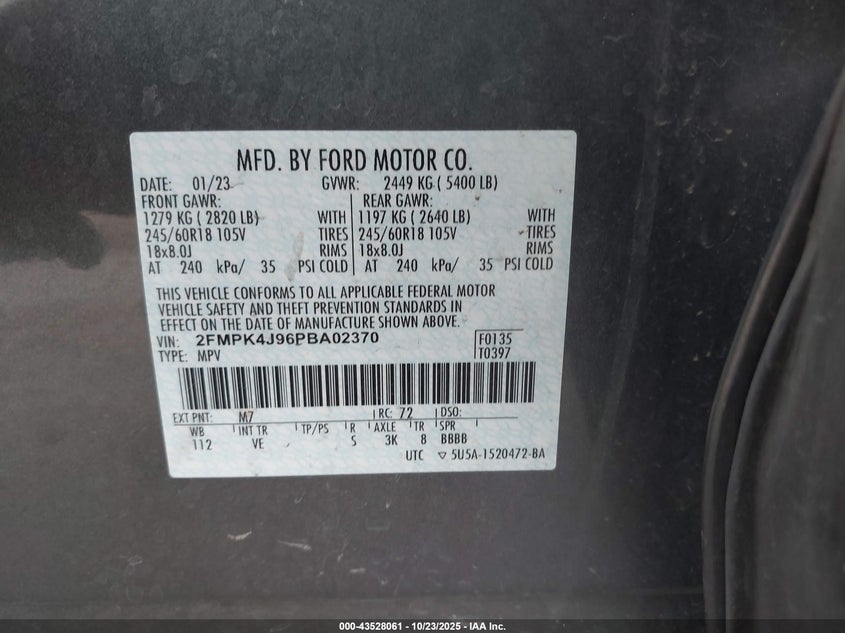 MFD. BY FORD MOTOR CO.
DATE: 01/23 GVWR: 2449 KG ( 5400 LB)
FRONT GAWR: REAR GAWR:
1279 KG ( 2820 LB) WITH 1197 KG ( 2640 LB) WITH
245/60R18 105V TIRES 245/60R18 105V TIRES
18x8.0J RIMS 18x8.0J RIMS
AT 240 kPa/ 35 PSI COLD AT 240 kPa/ 35 PSI COLD
THIS VEHICLE CONFORMS TO ALL APPLICABLE FEDERAL MOTOR
VEHICLE SAFETY AND THEFT PREVENTION STANDARDS IN
EFFECT ON THE DATE OF MANUFACTURE SHOWN ABOVE.
VIN: 2FMPK4J96PBA02370 F0135
TYPE: MPV T0397
EXT PNT: M7 RC: 72 DSO:
WB INT TR TP/PS R AXLE TR SPR
112 VE S 3K 8 BBBB
UTC ▽ 5U5A-1520472-BA
000-43528061 - 10/23/2025 - IAA Inc.